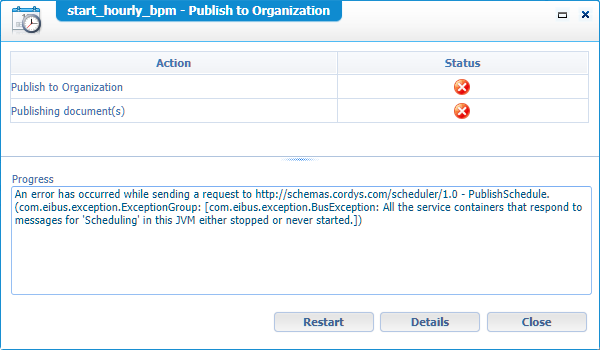 start_hourly_bpm - Publish to Organization
Action Status
Publish to Organization
Publishing document(s)
Progress
An error has occurred while sending a request to http://schemas.cordys.com/scheduler/1.0 - PublishSchedule.
(com.eibus.exception.ExceptionGroup: [com.eibus.exception.BusException: All the service containers that respond to
messages for 'Scheduling' in this JVM either stopped or never started.])
Restart Details Close